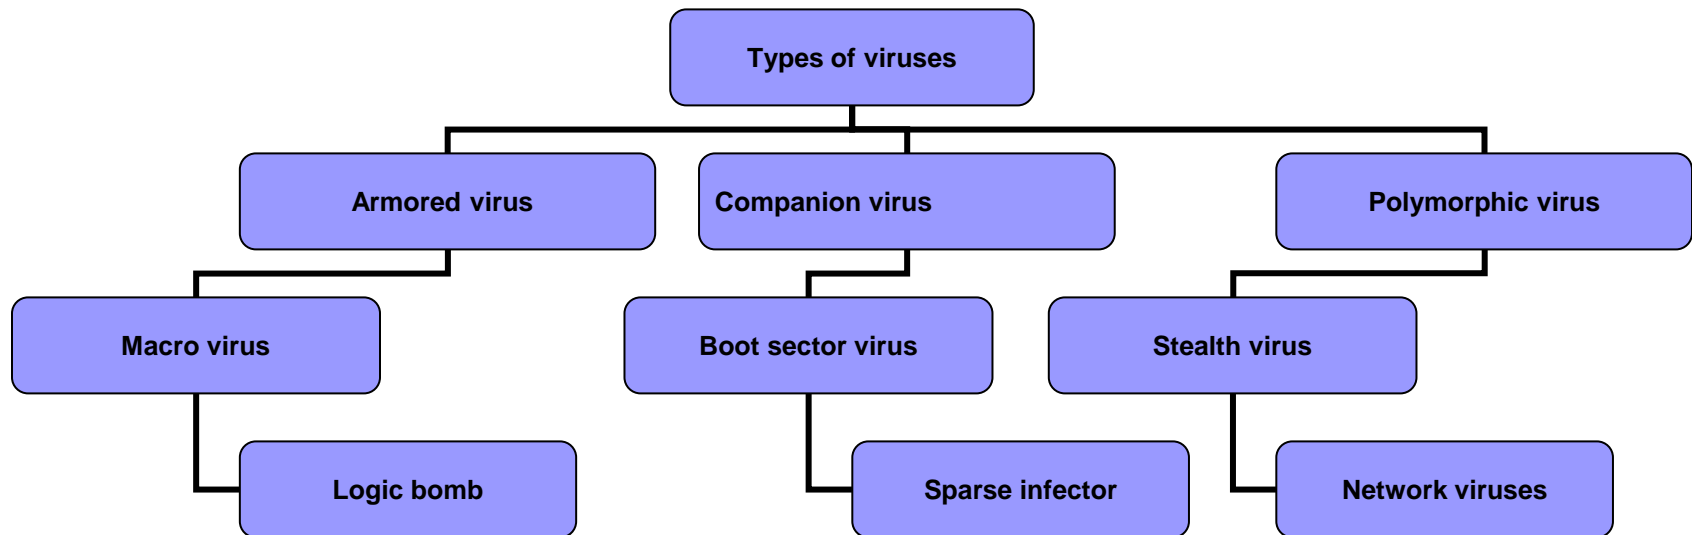 Types of viruses
Armored virus
Companion virus
Polymorphic virus
Macro virus
Boot sector virus
Stealth virus
Logic bomb
Sparse infector
Network viruses